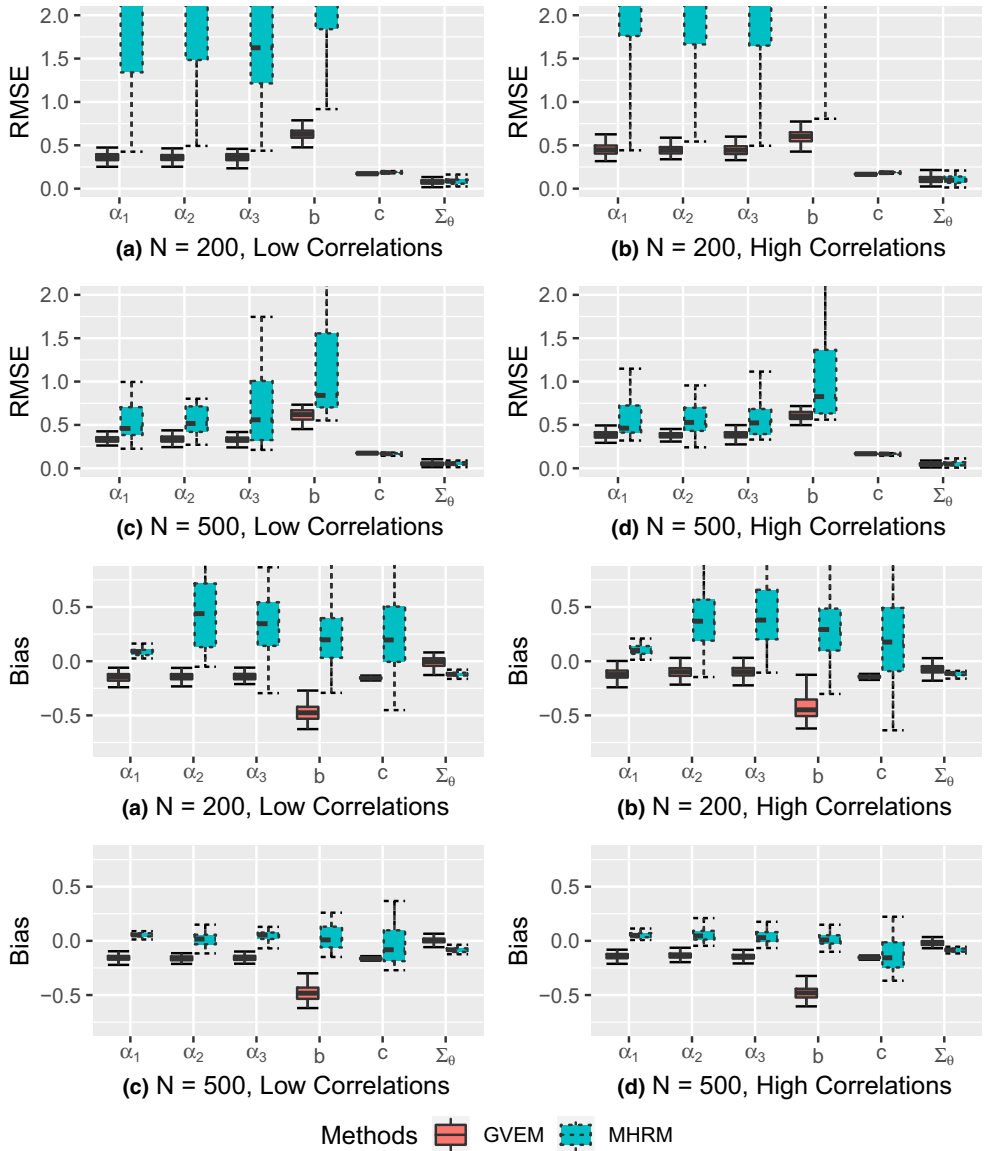 RMSE
2.0
1.5
1.0
0.5
0.0
α1 α2 α3 b c Σθ
(a) N = 200, Low Correlations
RMSE
2.0
1.5
1.0
0.5
0.0
α1 α2 α3 b c Σθ
(b) N = 200, High Correlations
RMSE
2.0
1.5
1.0
0.5
0.0
α1 α2 α3 b c Σθ
(c) N = 500, Low Correlations
RMSE
2.0
1.5
1.0
0.5
0.0
α1 α2 α3 b c Σθ
(d) N = 500, High Correlations
Bias
0.5
0.0
−0.5
α1 α2 α3 b c Σθ
(a) N = 200, Low Correlations
Bias
0.5
0.0
−0.5
α1 α2 α3 b c Σθ
(b) N = 200, High Correlations
Bias
0.5
0.0
−0.5
α1 α2 α3 b c Σθ
(c) N = 500, Low Correlations
Bias
0.5
0.0
−0.5
α1 α2 α3 b c Σθ
(d) N = 500, High Correlations
Methods GVEM MHRM